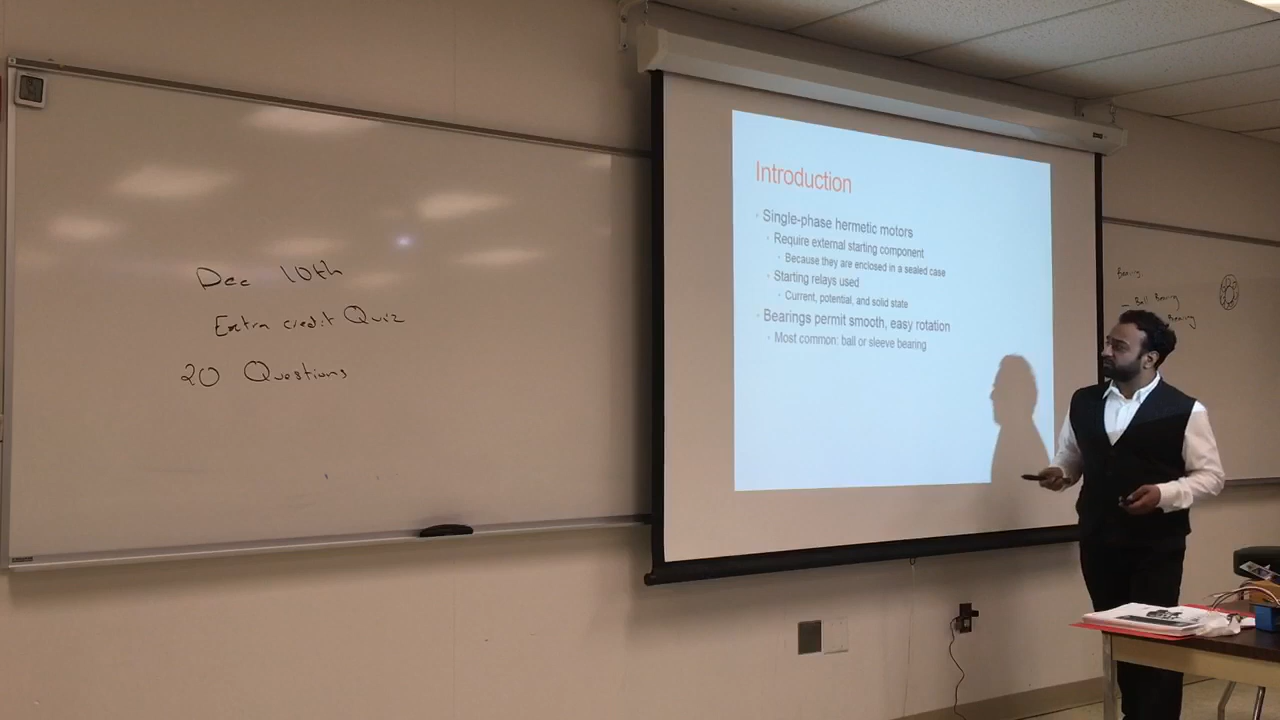 Dec 10th
Extra credit Quiz
20 Questions
Introduction
Single-phase hermetic motors
Require external starting component
Because they are enclosed in a sealed case
Starting relays used
Current, potential, and solid state
Bearings permit smooth, easy rotation
Most common: ball or sleeve bearing
Bearing
- Ball Bearing
Bearing